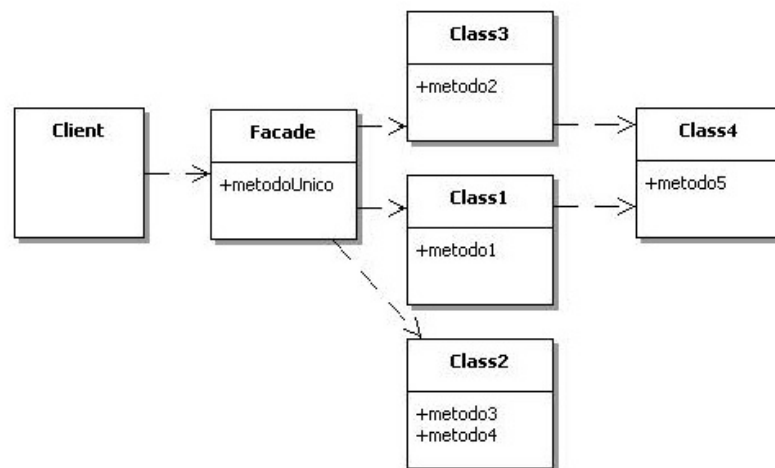 Client
Facade
+metodoUnico
Class3
+metodo2
Class1
+metodo1
Class2
+metodo3
+metodo4
Class4
+metodo5